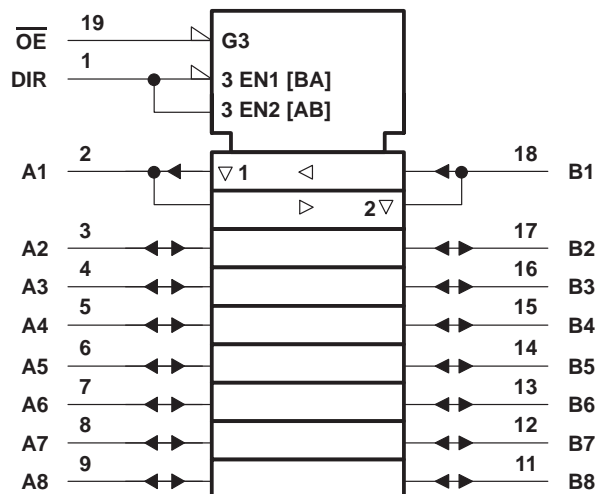 OE 19 G3
DIR 1 3 EN1 [BA]
3 EN2 [AB]
A1 2 ▽ 1 ◁ 18 B1
▷ 2 ▽
A2 3 17 B2
A3 4 16 B3
A4 5 15 B4
A5 6 14 B5
A6 7 13 B6
A7 8 12 B7
A8 9 11 B8